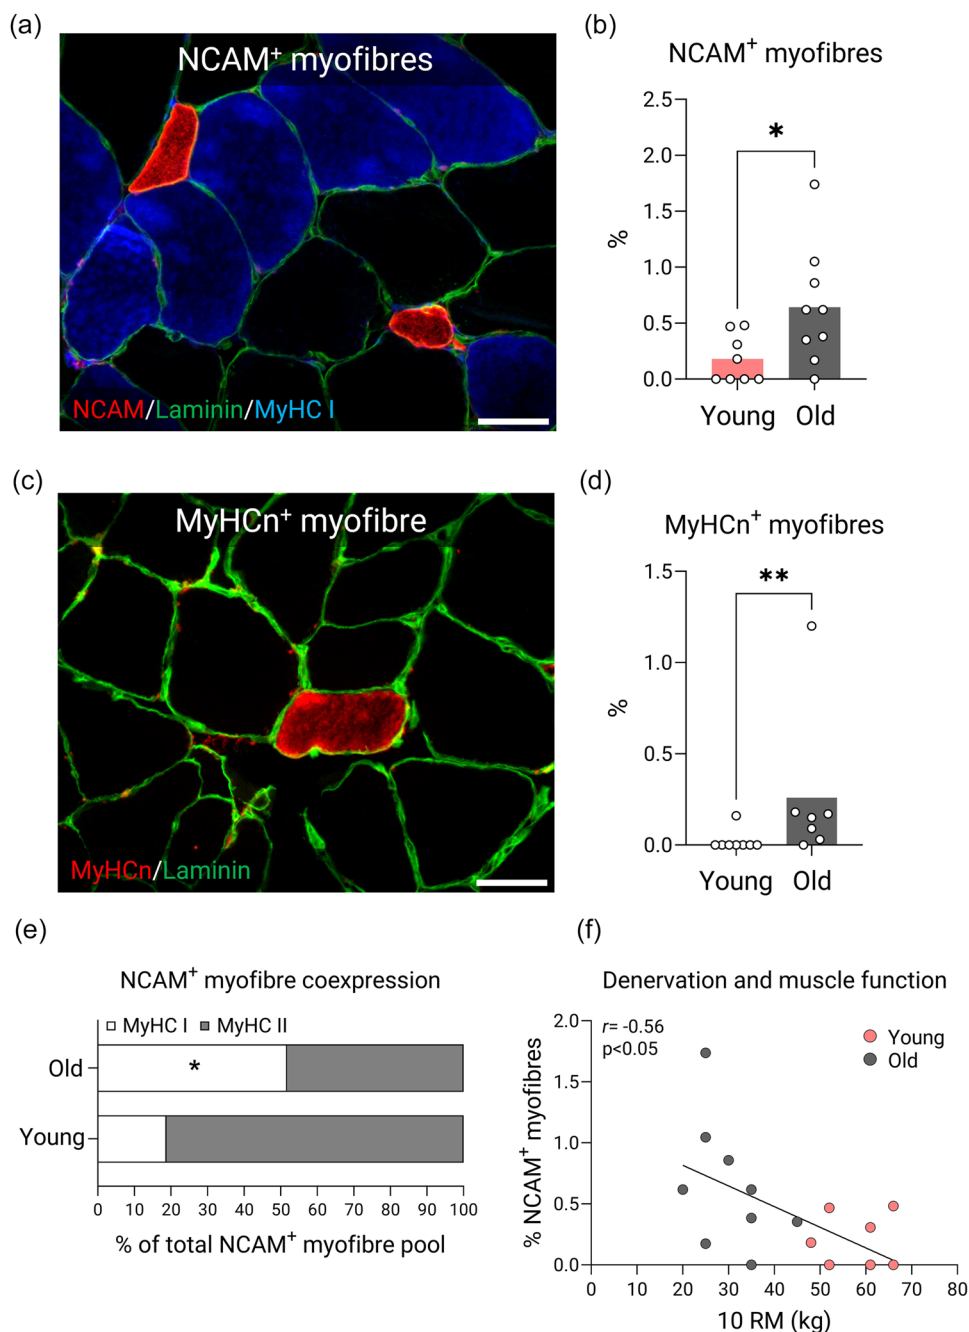 (a)
NCAM⁺ myofibres
NCAM/Laminin/MyHC I
(b)
NCAM⁺ myofibres
2.5
2.0
1.5
1.0
0.5
0.0
%
*
Young Old
(c)
MyHCn⁺ myofibre
MyHCn/Laminin
(d)
MyHCn⁺ myofibres
1.5
1.0
0.5
0.0
%
**
Young Old
(e)
NCAM⁺ myofibre coexpression
MyHC I MyHC II
Old
*
Young
0 10 20 30 40 50 60 70 80 90 100
% of total NCAM⁺ myofibre pool
(f)
Denervation and muscle function
2.0
1.5
1.0
0.5
0.0
% NCAM⁺ myofibres
r= -0.56
p<0.05
Young
Old
0 10 20 30 40 50 60 70 80
10 RM (kg)